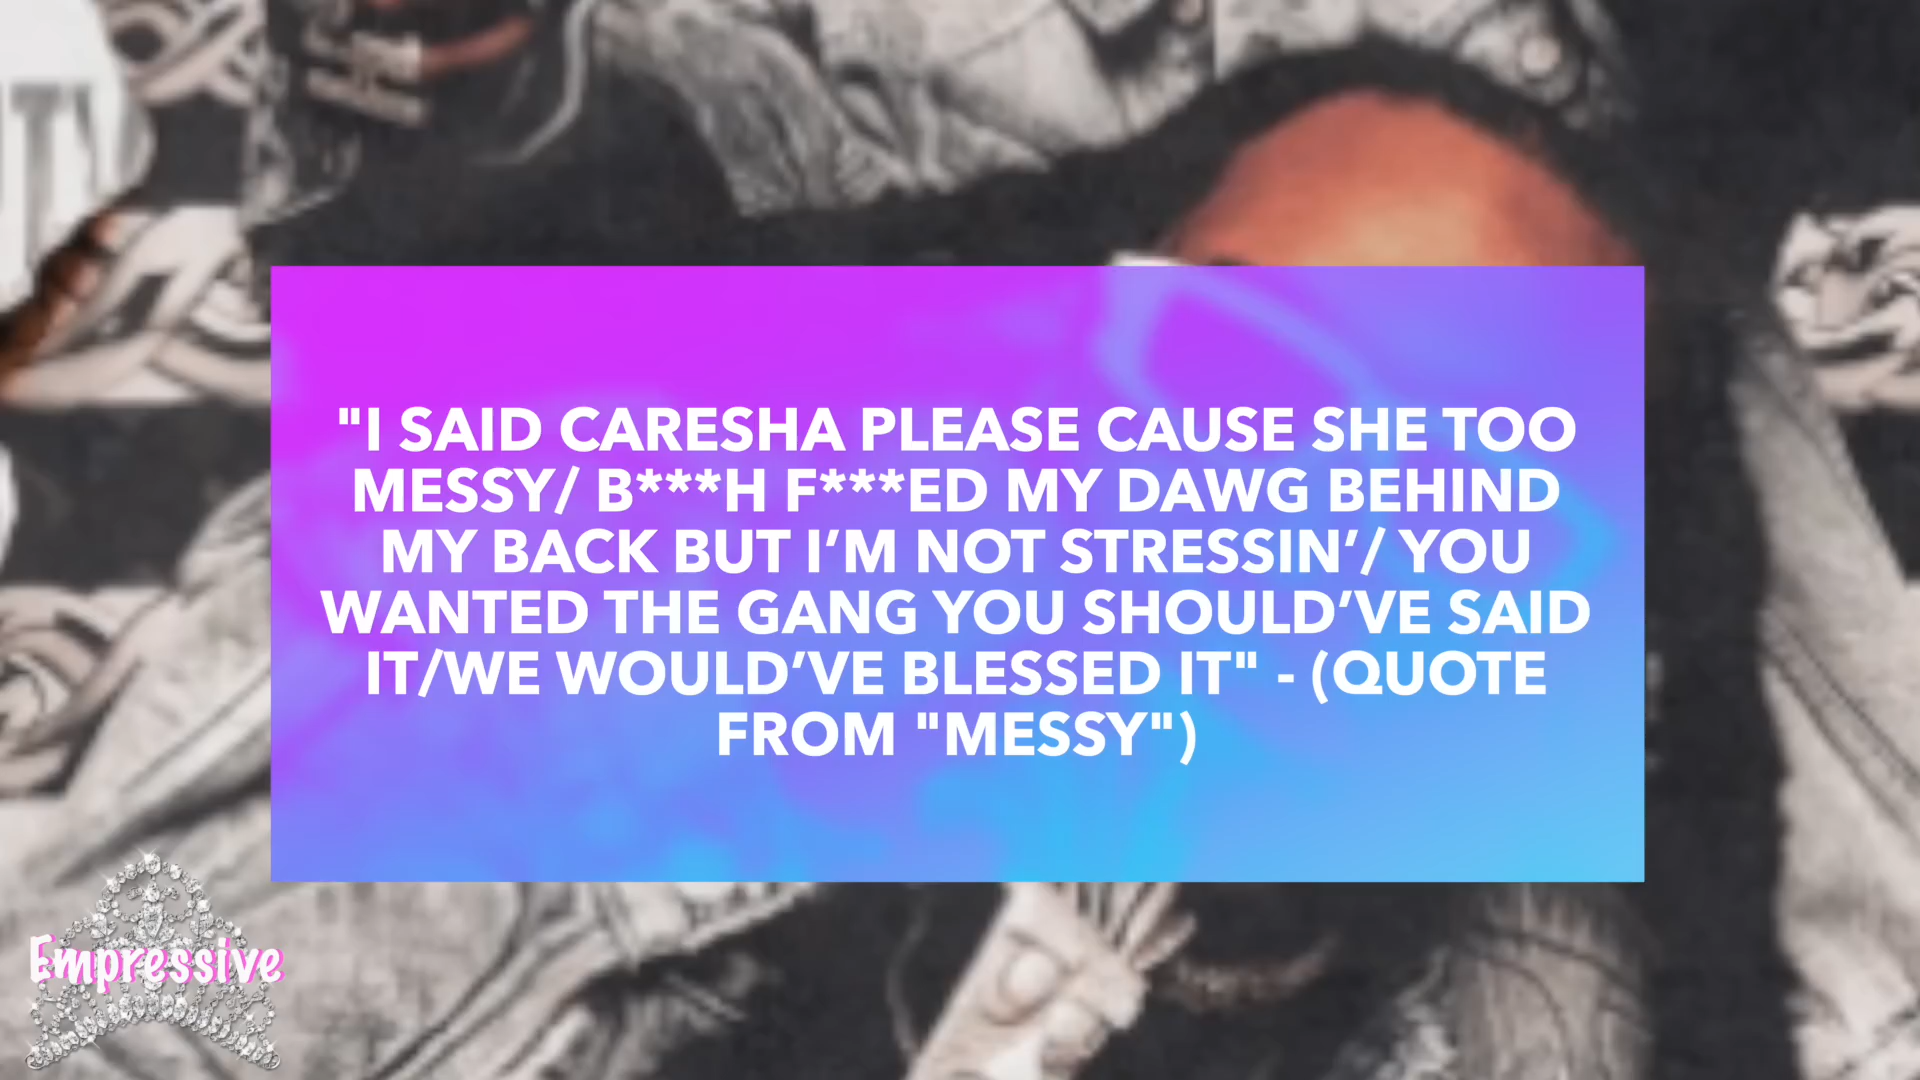 "I SAID CARESHA PLEASE CAUSE SHE TOO
MESSY/ B***H F***ED MY DAWG BEHIND
MY BACK BUT I’M NOT STRESSIN’/ YOU
WANTED THE GANG YOU SHOULD’VE SAID
IT/WE WOULD’VE BLESSED IT" - (QUOTE
FROM "MESSY")
Empressive